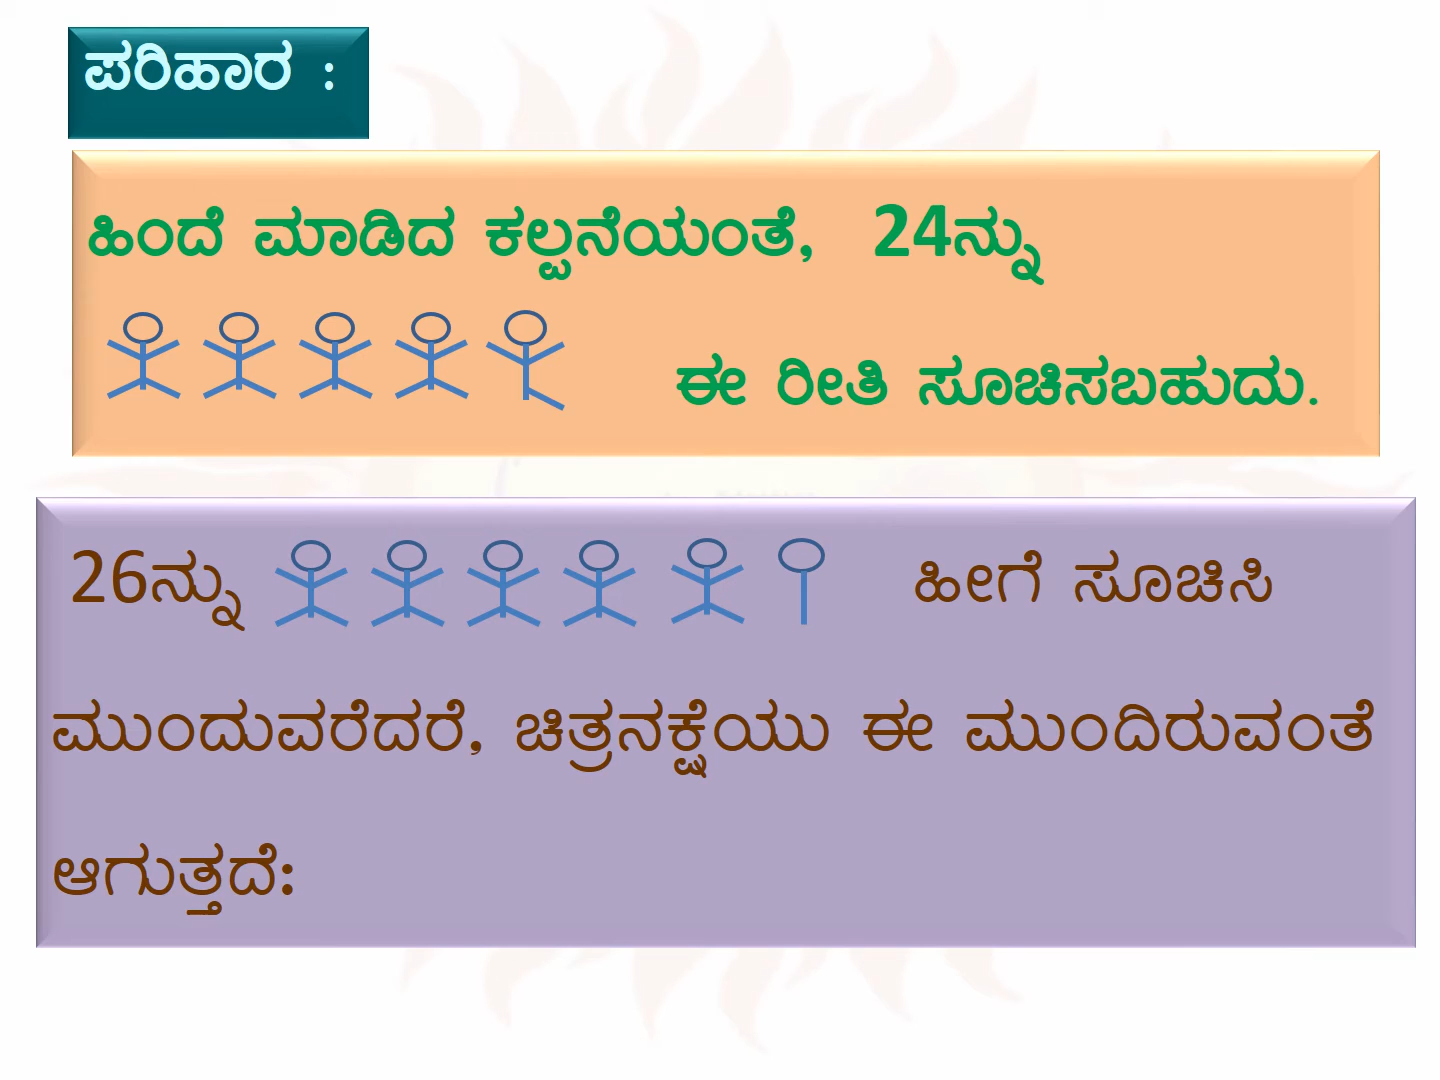 ಪರಿಹಾರ :
ಹಿಂದೆ ಮಾಡಿದ ಕಲ್ಪನೆಯಂತೆ, 24ನ್ನು
ಈ ರೀತಿ ಸೂಚಿಸಬಹುದು.
26ನ್ನು ಹೀಗೆ ಸೂಚಿಸಿ
ಮುಂದುವರೆದರೆ, ಚಿತ್ರನಕ್ಷೆಯು ಈ ಮುಂದಿರುವಂತೆ
ಆಗುತ್ತದೆ: